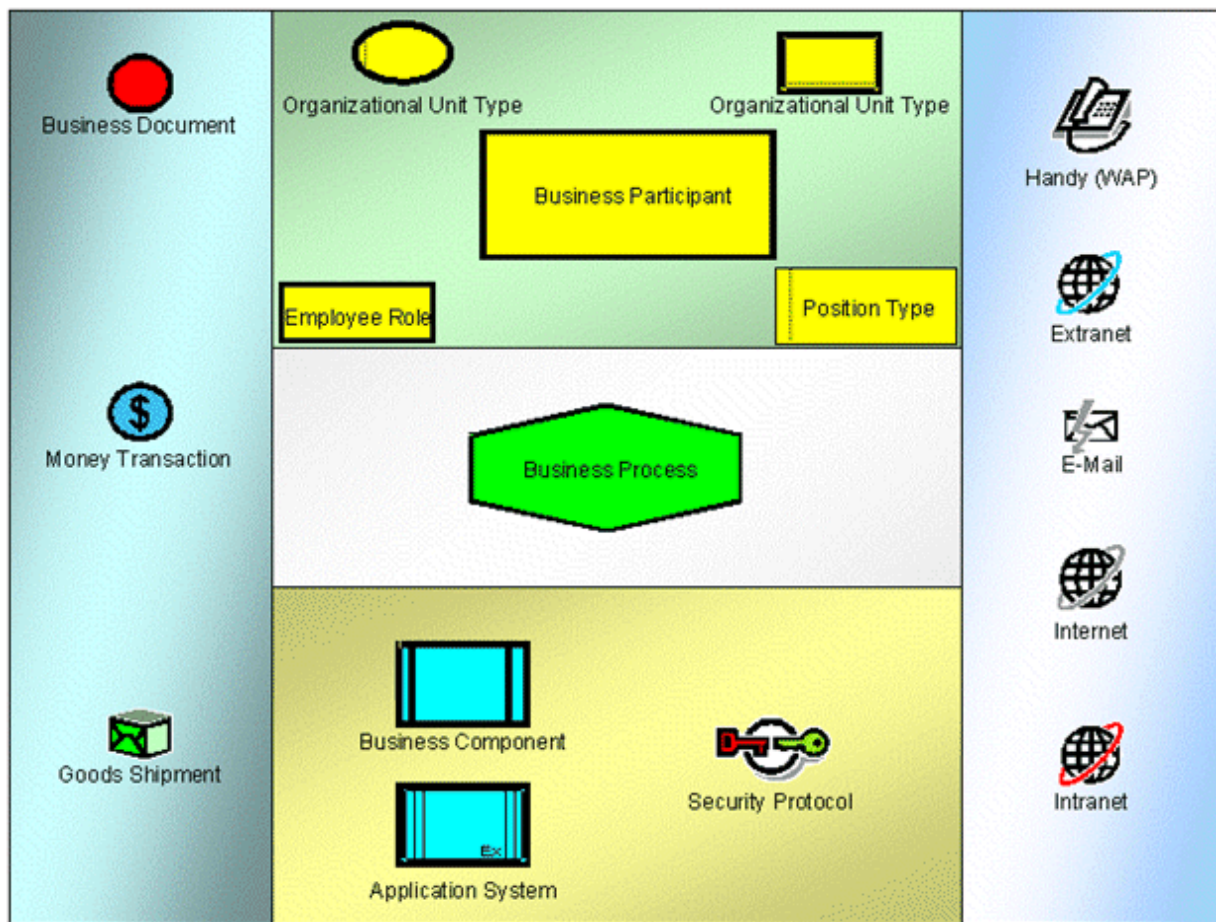 Business Document
Money Transaction
$
Goods Shipment
Organizational Unit Type
Organizational Unit Type
Business Participant
Employee Role
Position Type
Business Process
Business Component
Ex
Application System
Security Protocol
Handy (WAP)
Extranet
E-Mail
Internet
Intranet